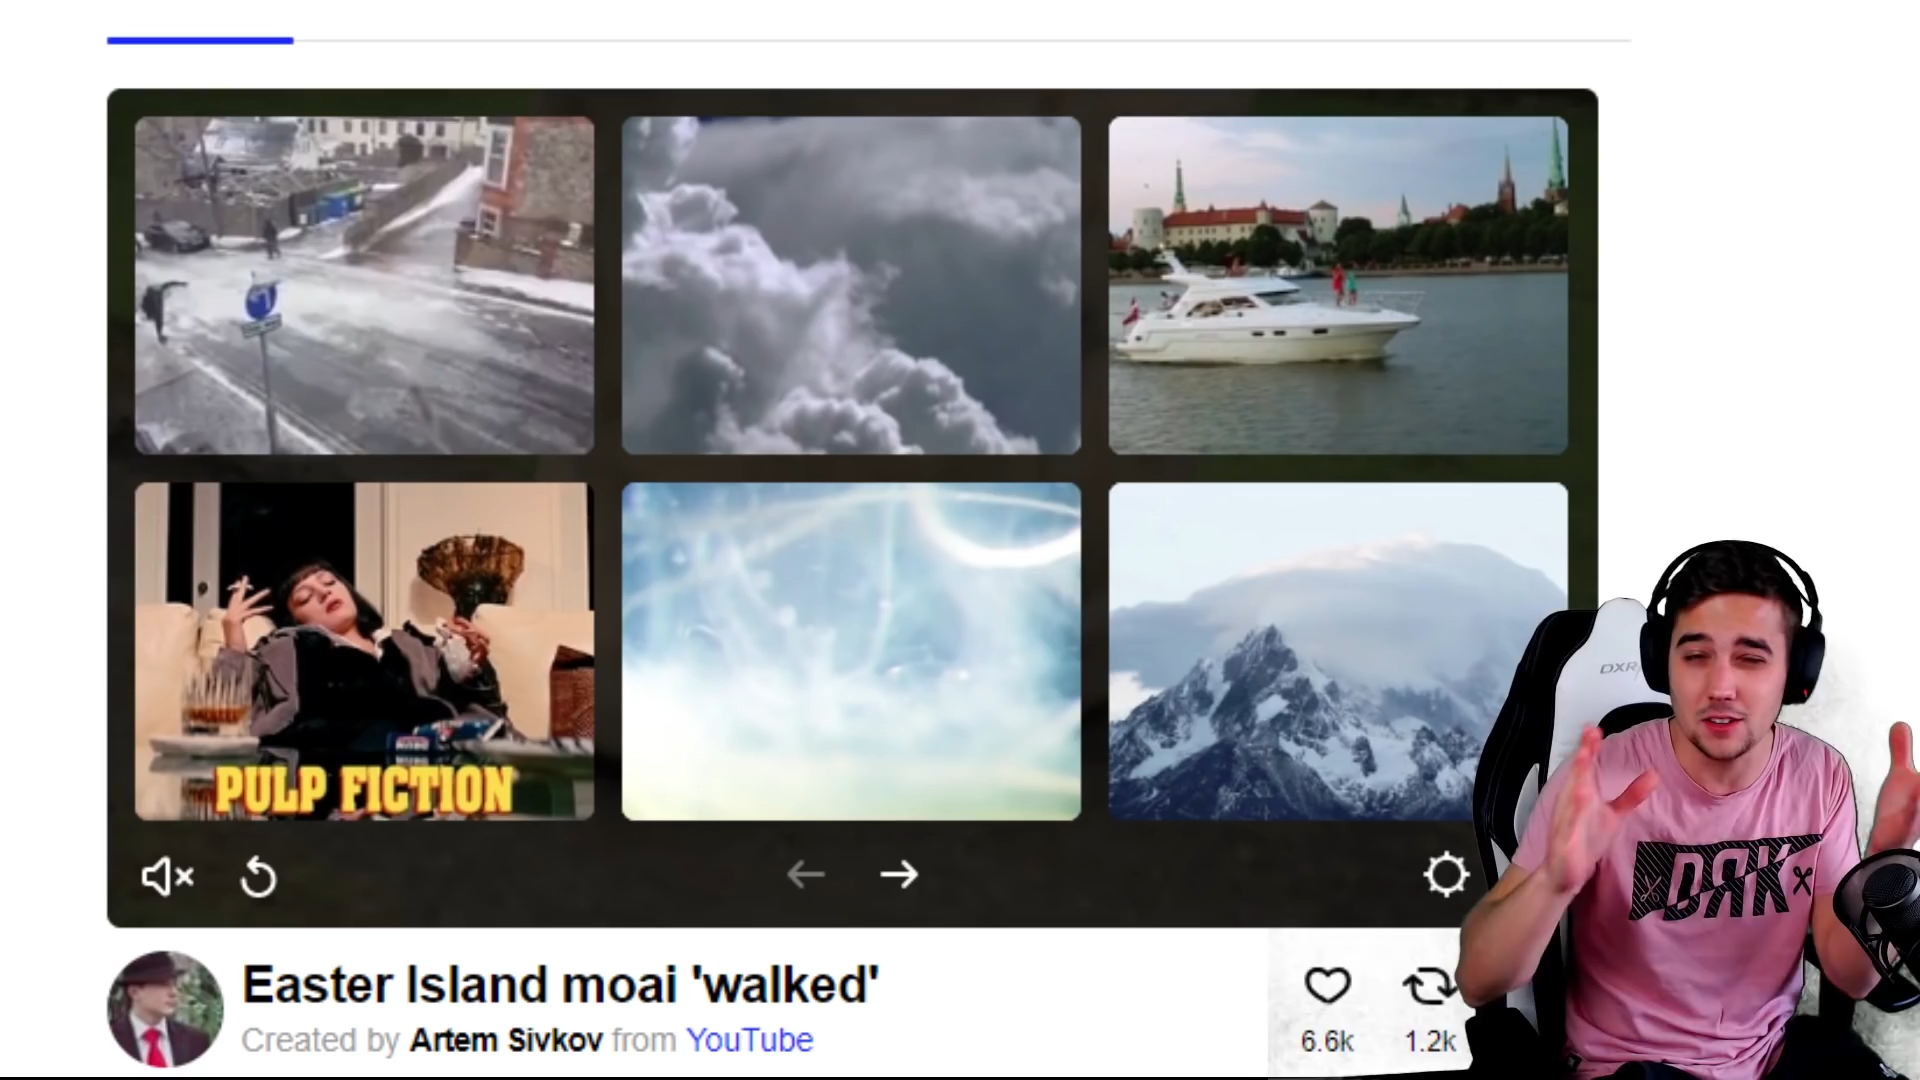 PULP FICTION
DXR
DRK
Easter Island moai 'walked'
Created by Artem Sivkov from YouTube
6.6k
1.2k